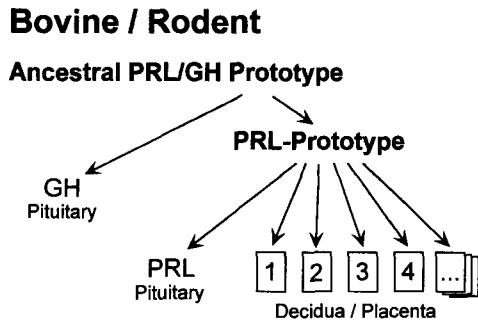 Bovine / Rodent
Ancestral PRL/GH Prototype
PRL-Prototype
GH
Pituitary
PRL
Pituitary
1 2 3 4 ...
Decidua / Placenta